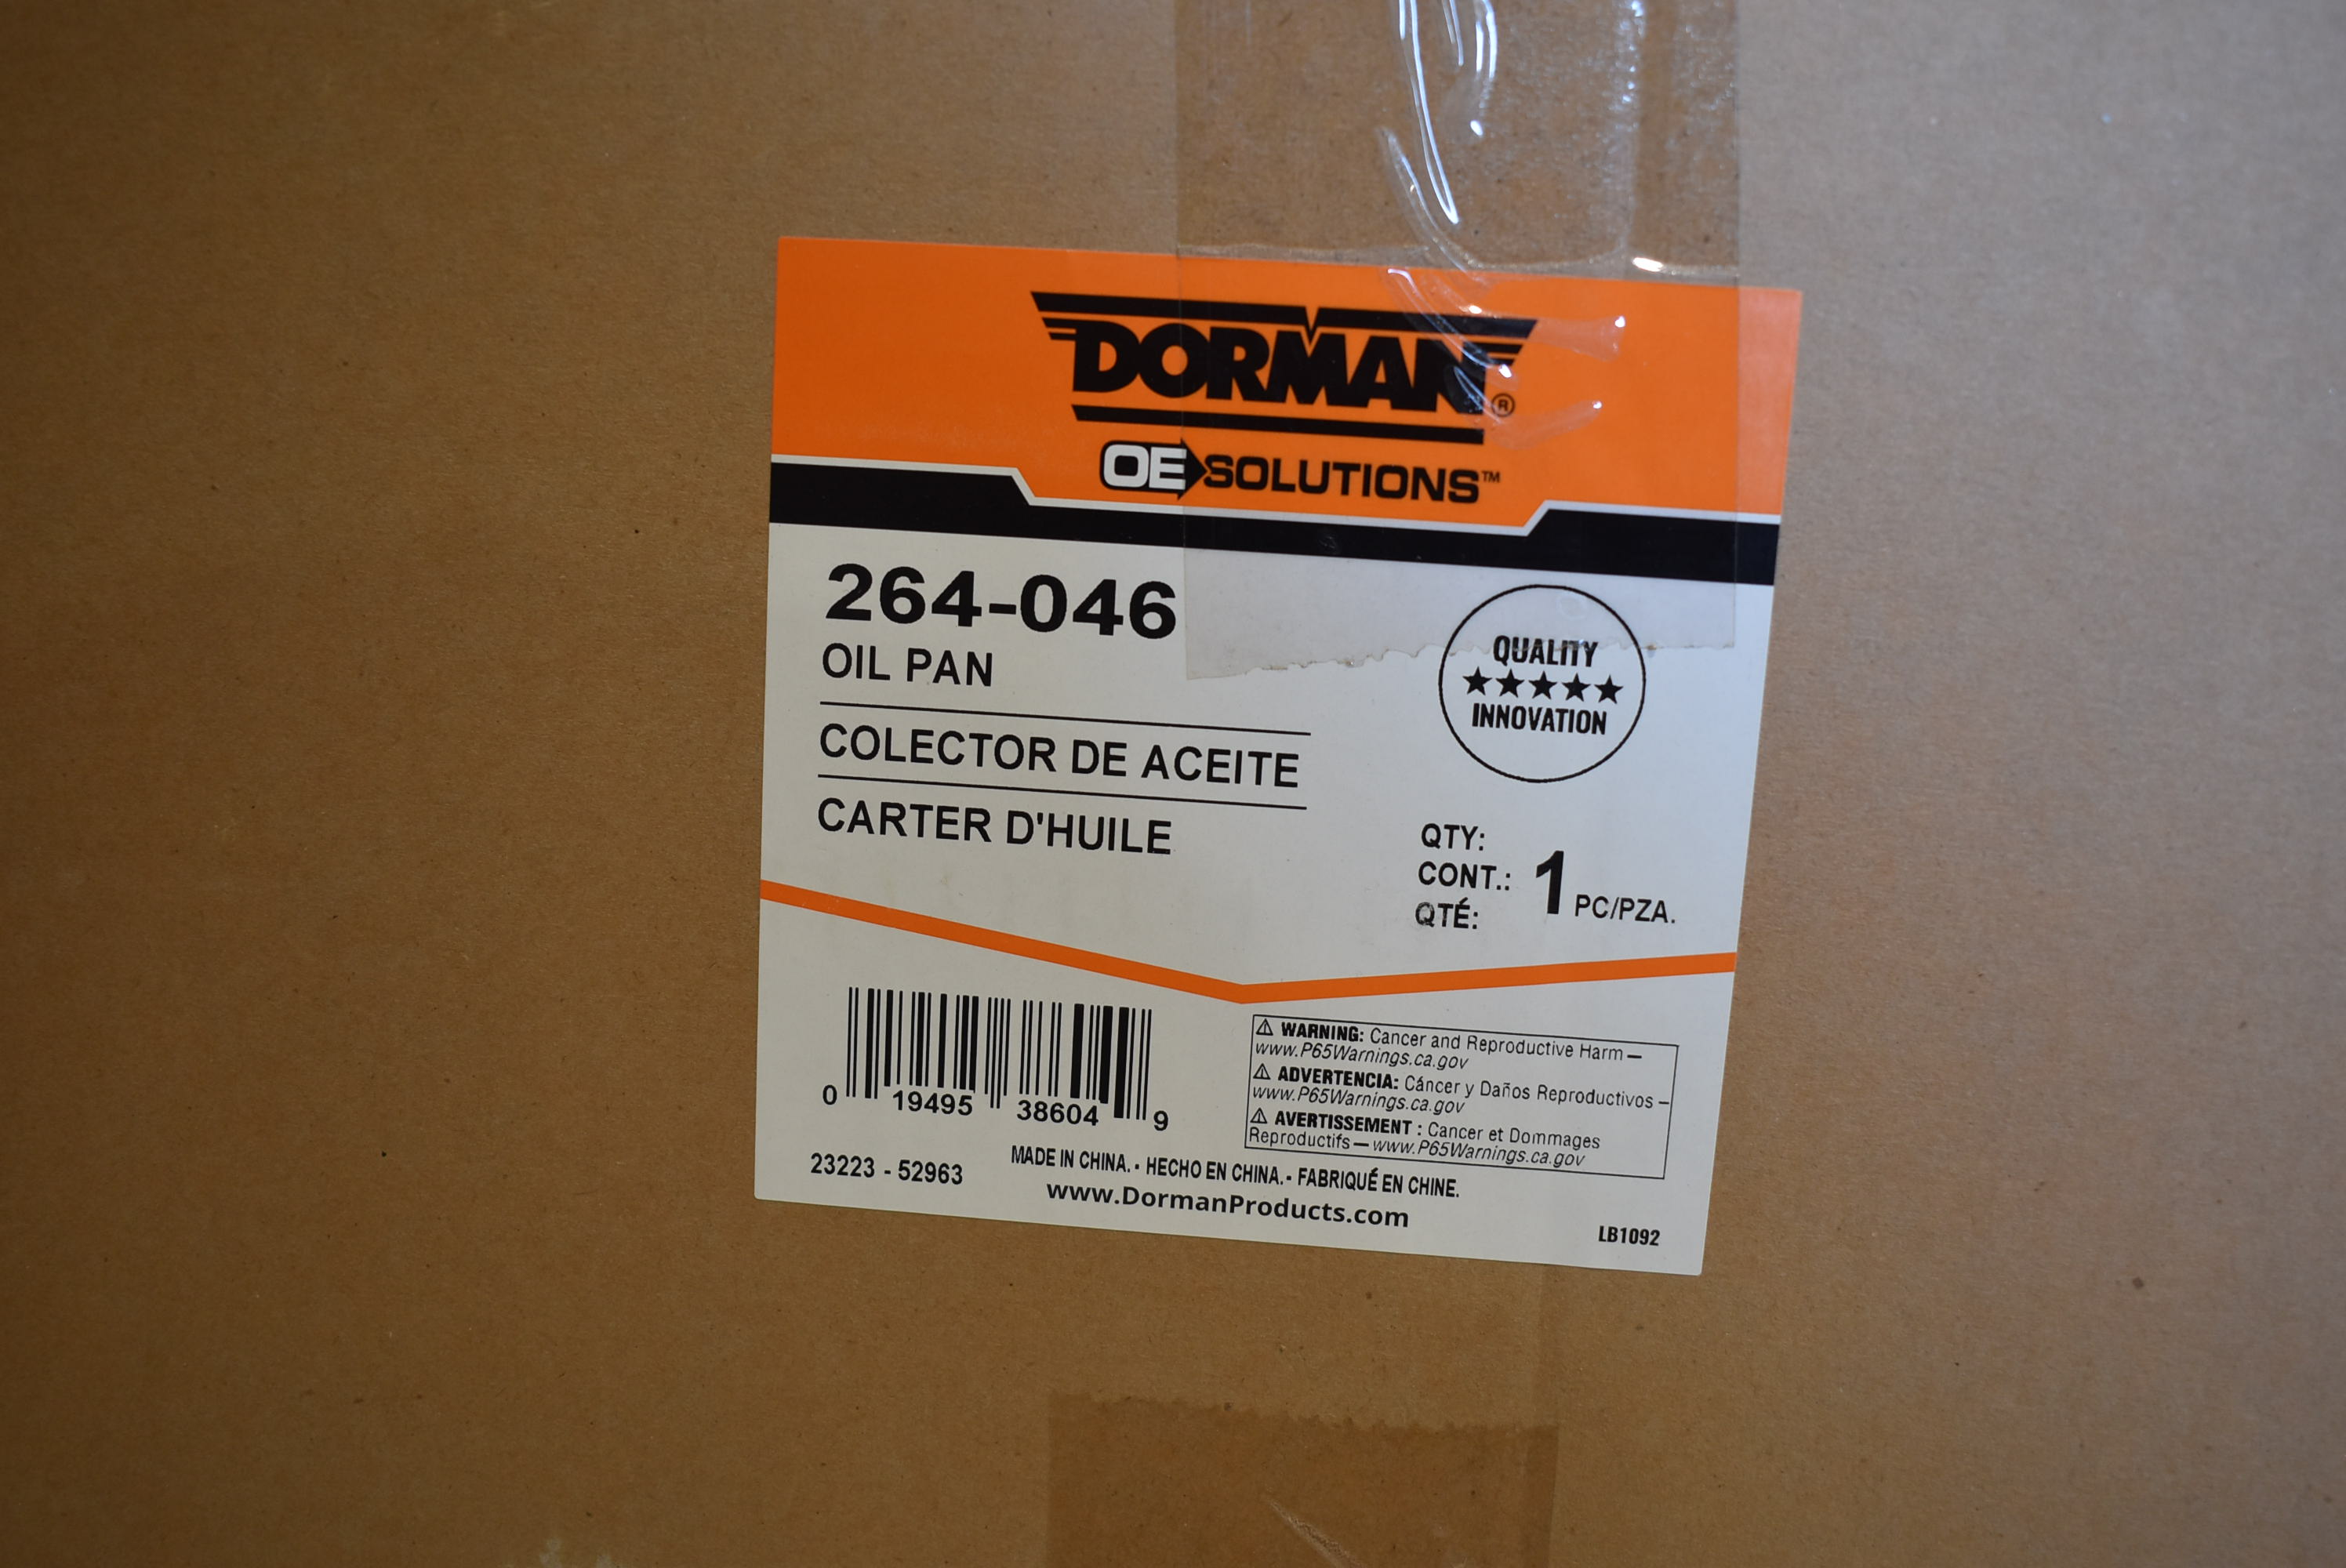 DORMAN®
OE SOLUTIONS™
264-046
OIL PAN
COLECTOR DE ACEITE
CARTER D'HUILE
QUALITY
★★★★★
INNOVATION
QTY:
CONT.: 1 PC/PZA.
QTÉ:
0 19495 38604 9
⚠ WARNING: Cancer and Reproductive Harm —
www.P65Warnings.ca.gov
⚠ ADVERTENCIA: Cáncer y Daños Reproductivos –
www.P65Warnings.ca.gov
⚠ AVERTISSEMENT : Cancer et Dommages
Reproductifs — www.P65Warnings.ca.gov
23223 - 52963
MADE IN CHINA. - HECHO EN CHINA. - FABRIQUÉ EN CHINE.
www.DormanProducts.com
LB1092